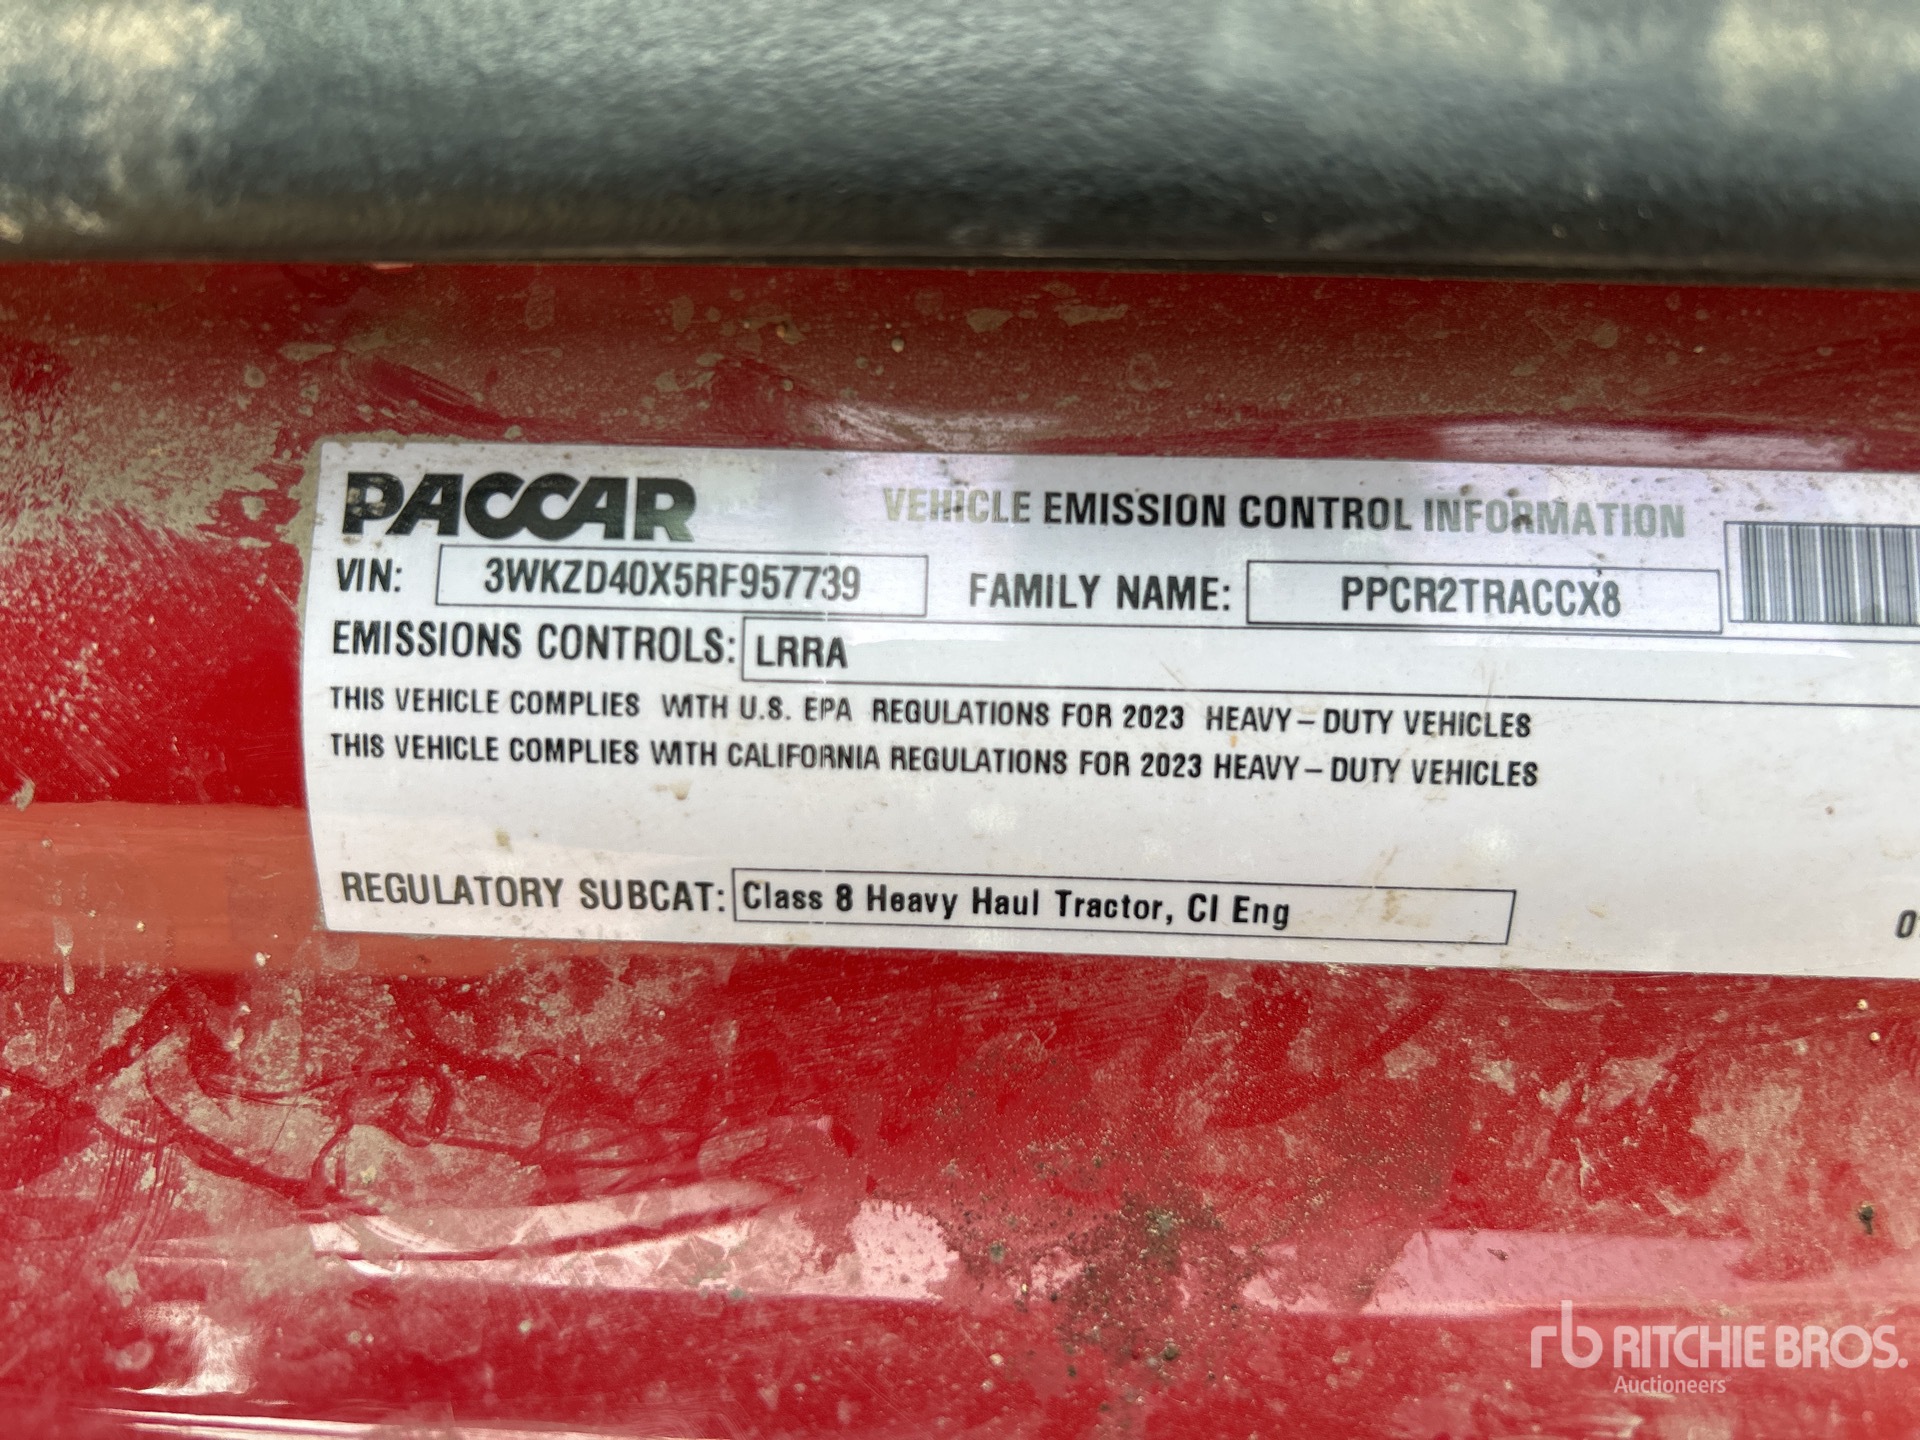 PACCAR VEHICLE EMISSION CONTROL INFORMATION
VIN: 3WKZD40X5RF957739 FAMILY NAME: PPCR2TRACCX8
EMISSIONS CONTROLS: LRRA
THIS VEHICLE COMPLIES WITH U.S. EPA REGULATIONS FOR 2023 HEAVY-DUTY VEHICLES
THIS VEHICLE COMPLIES WITH CALIFORNIA REGULATIONS FOR 2023 HEAVY-DUTY VEHICLES
REGULATORY SUBCAT: Class 8 Heavy Haul Tractor, CI Eng
rb RITCHIE BROS.
Auctioneers